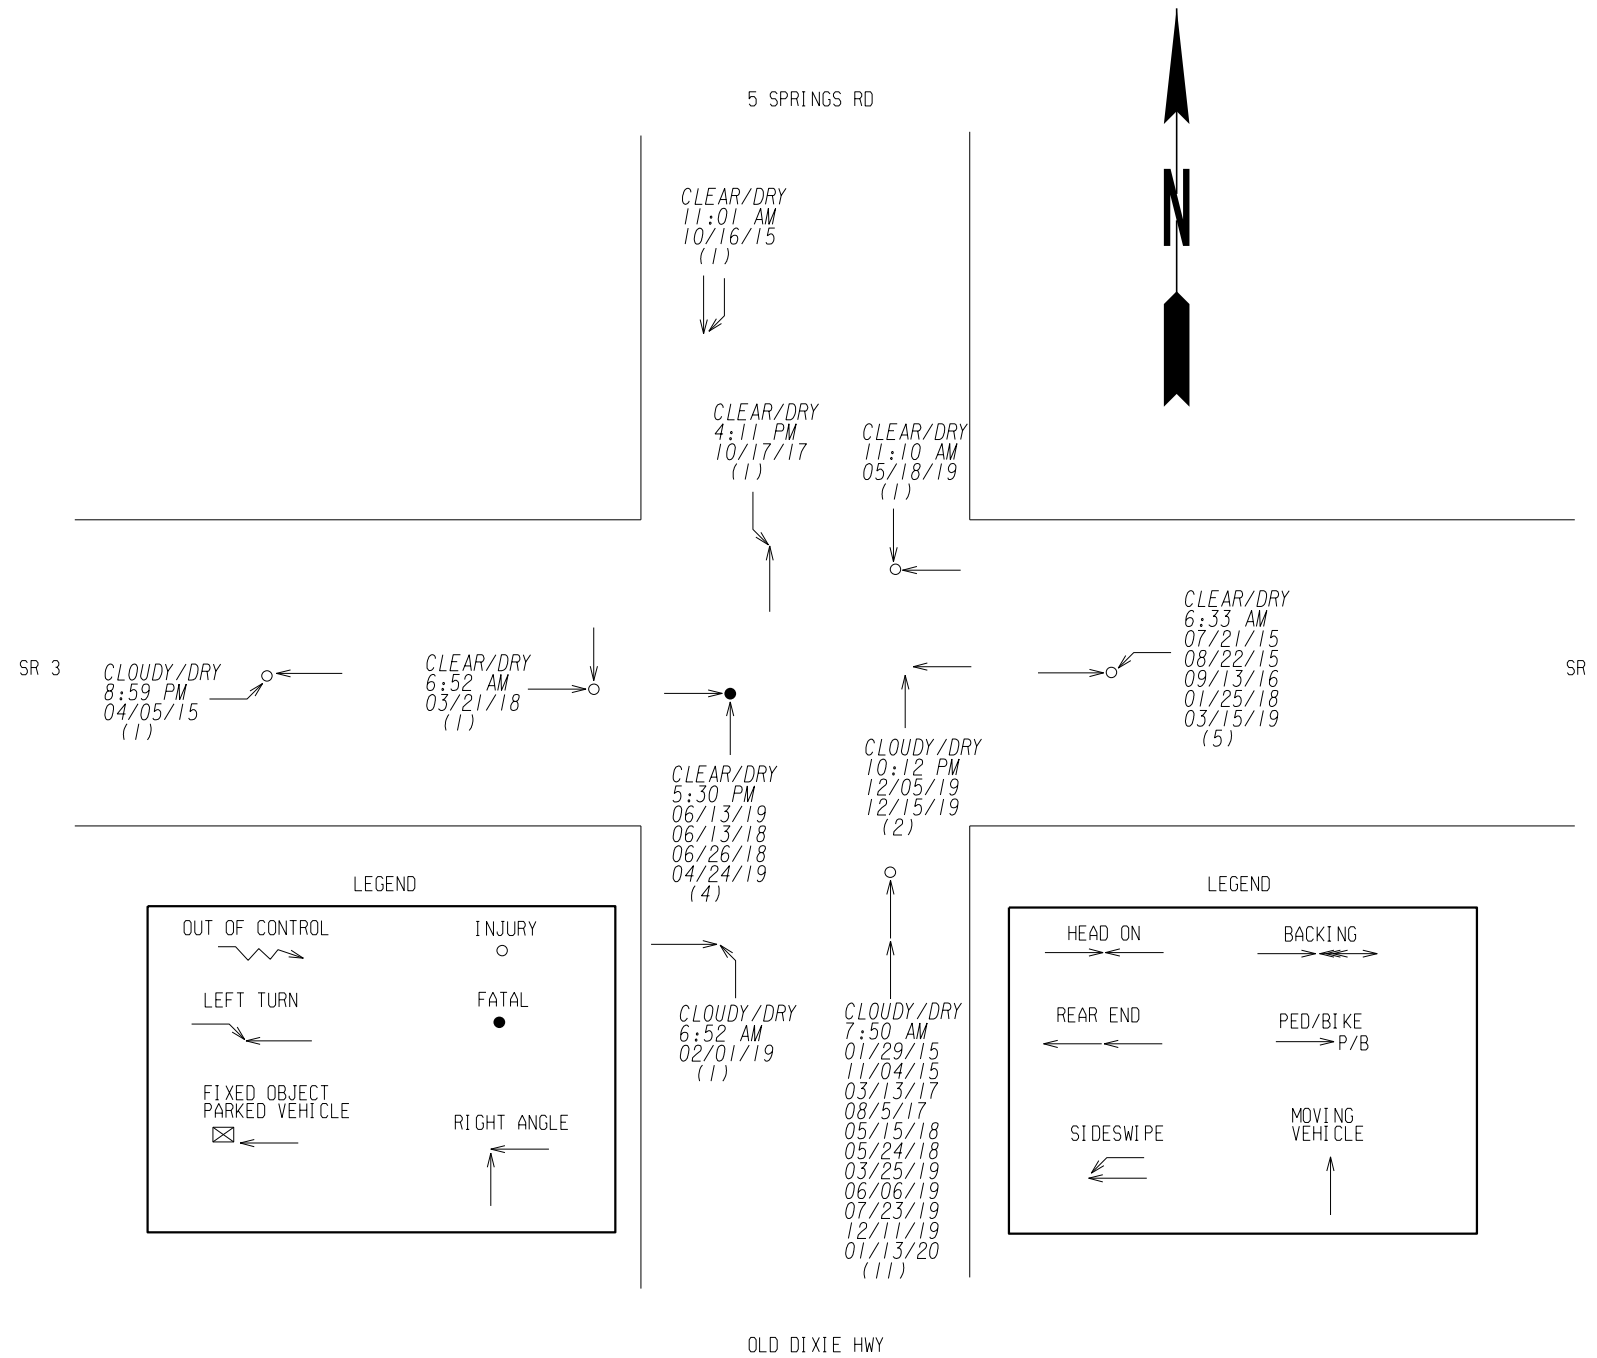 5 SPRINGS RD
N
CLEAR/DRY
11:01 AM
10/16/15
(1)
CLEAR/DRY
4:11 PM
10/17/17
(1)
CLEAR/DRY
11:10 AM
05/18/19
(1)
SR 3
CLOUDY/DRY
8:59 PM
04/05/15
(1)
CLEAR/DRY
6:52 AM
03/21/18
(1)
CLEAR/DRY
6:33 AM
07/21/15
08/22/15
09/13/16
01/25/18
03/15/19
(5)
SR
CLEAR/DRY
5:30 PM
06/13/19
06/13/18
06/26/18
04/24/19
(4)
CLOUDY/DRY
10:12 PM
12/05/19
12/15/19
(2)
CLOUDY/DRY
6:52 AM
02/01/19
(1)
CLOUDY/DRY
7:50 AM
01/29/15
11/04/15
03/13/17
08/5/17
05/15/18
05/24/18
03/25/19
06/06/19
07/23/19
12/11/19
01/13/20
(11)
LEGEND
OUT OF CONTROL
INJURY
LEFT TURN
FATAL
FIXED OBJECT
PARKED VEHICLE
RIGHT ANGLE
LEGEND
HEAD ON
BACKING
REAR END
PED/BIKE
P/B
SIDESWIPE
MOVING
VEHICLE
OLD DIXIE HWY